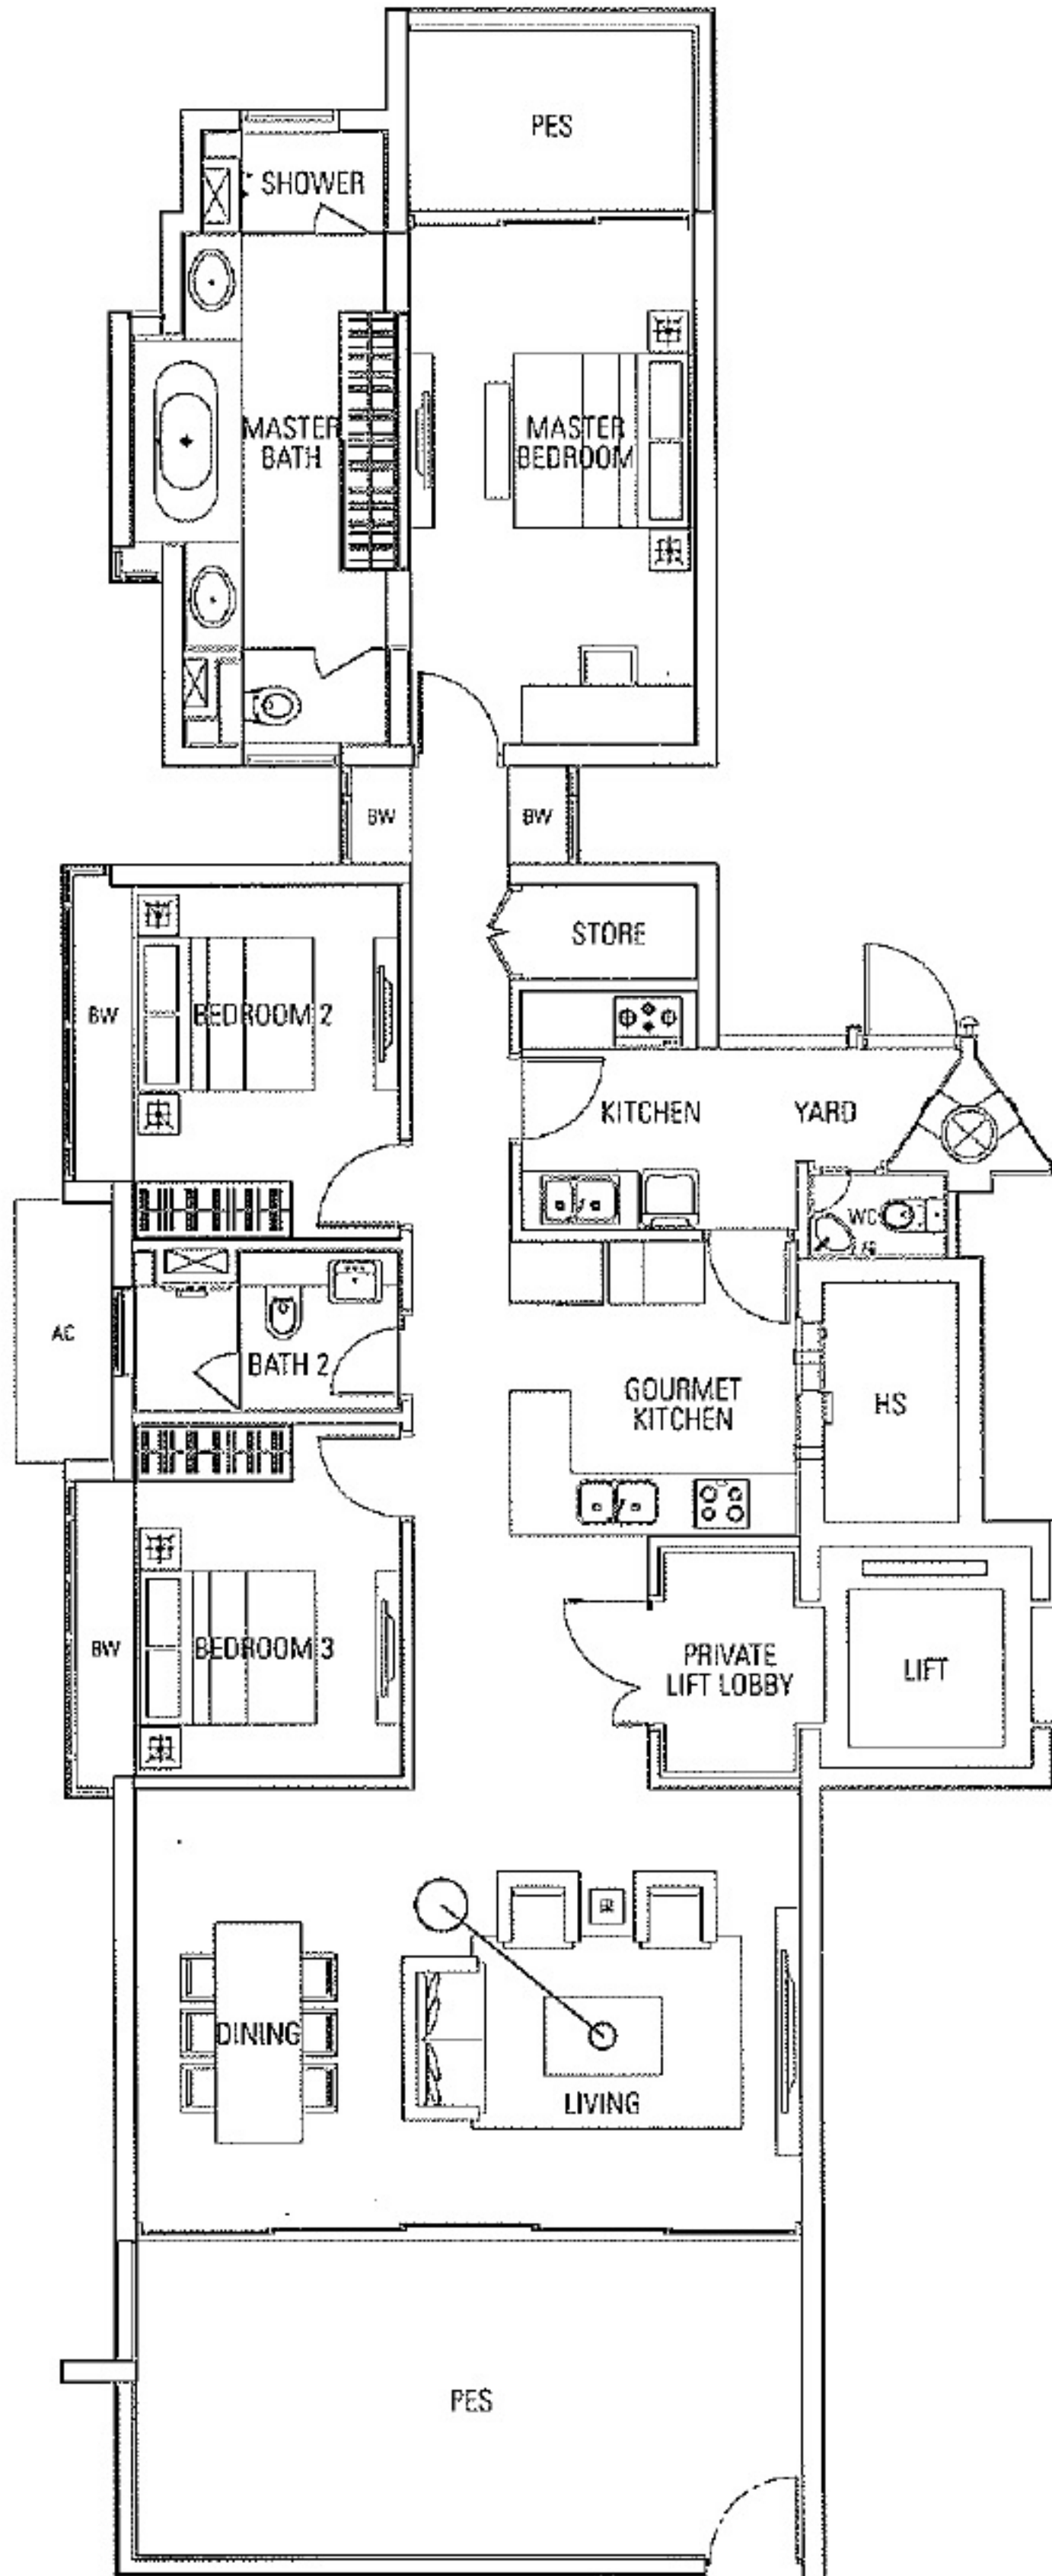 PES
SHOWER
MASTER
BATH
MASTER
BEDROOM
BW
BW
STORE
BW
BEDROOM 2
KITCHEN
YARD
WC
AC
BATH 2
GOURMET
KITCHEN
HS
BW
BEDROOM 3
PRIVATE
LIFT LOBBY
LIFT
DINING
LIVING
PES